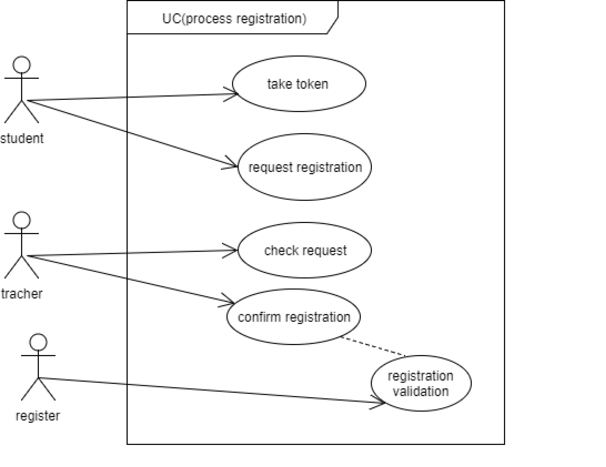 UC(process registration)
take token
student
request registration
check request
tracher
confirm registration
registration
validation
register